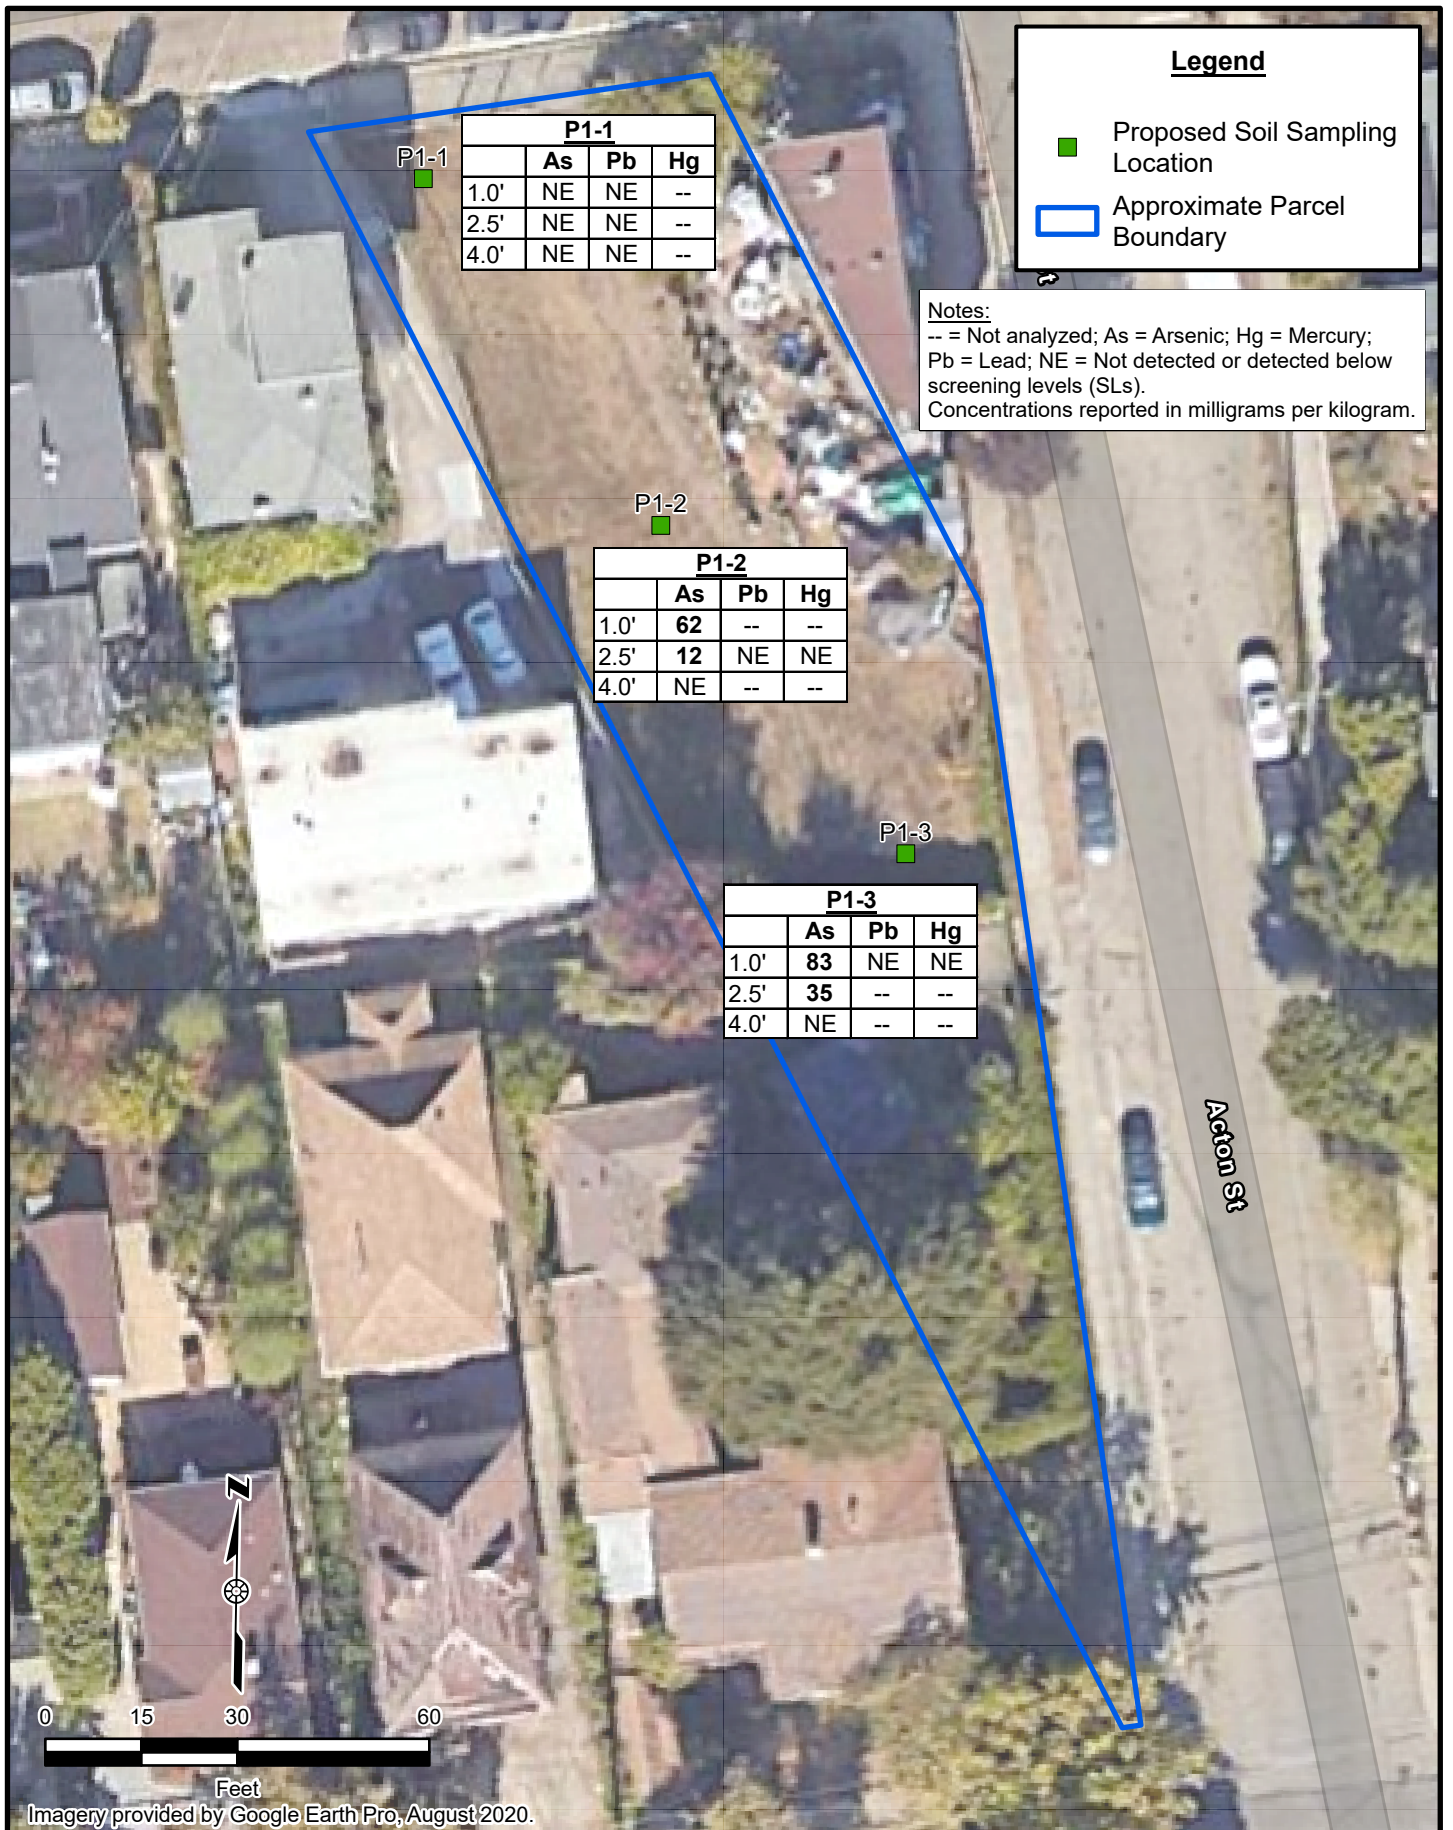 Legend
Proposed Soil Sampling
Location
Approximate Parcel
Boundary
Notes:
-- = Not analyzed; As = Arsenic; Hg = Mercury;
Pb = Lead; NE = Not detected or detected below
screening levels (SLs).
Concentrations reported in milligrams per kilogram.
P1-1
P1-1
As Pb Hg
1.0' NE NE --
2.5' NE NE --
4.0' NE NE --
P1-2
P1-2
As Pb Hg
1.0' 62 -- --
2.5' 12 NE NE
4.0' NE -- --
P1-3
P1-3
As Pb Hg
1.0' 83 NE NE
2.5' 35 -- --
4.0' NE -- --
Acton St
N
0 15 30 60
Feet
Imagery provided by Google Earth Pro, August 2020.